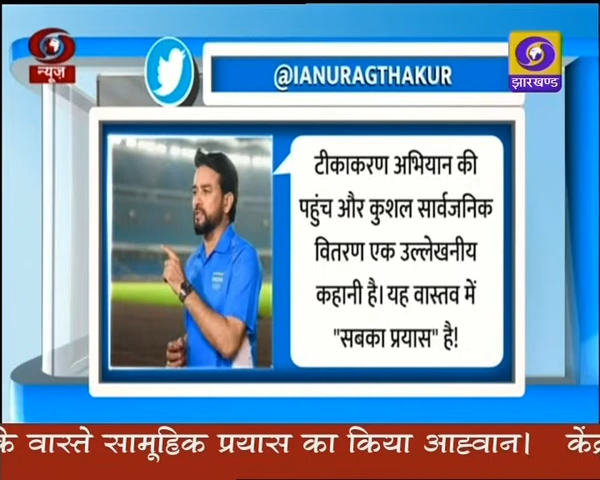 न्यूज़
@IANURAGTHAKUR
झारखण्ड
टीकाकरण अभियान की
पहुंच और कुशल सार्वजनिक
वितरण एक उल्लेखनीय
कहानी है। यह वास्तव में
"सबका प्रयास" है!
के वास्ते सामूहिक प्रयास का किया आह्वान। केंद्र